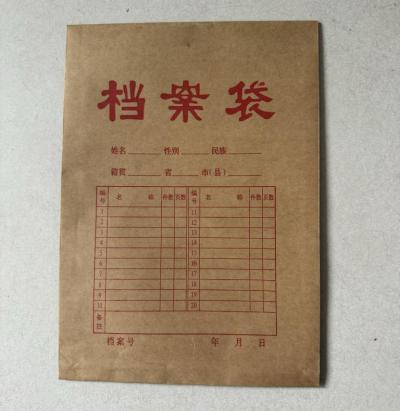 档案袋
姓名 性别 民族
籍贯 省 市(县)
编号 名 称 件数 页数 编号 名 称 件数 页数
1 11
2 12
3 13
4 14
5 15
6 16
7 17
8 18
9 19
10 20
备注
档案号 年 月 日